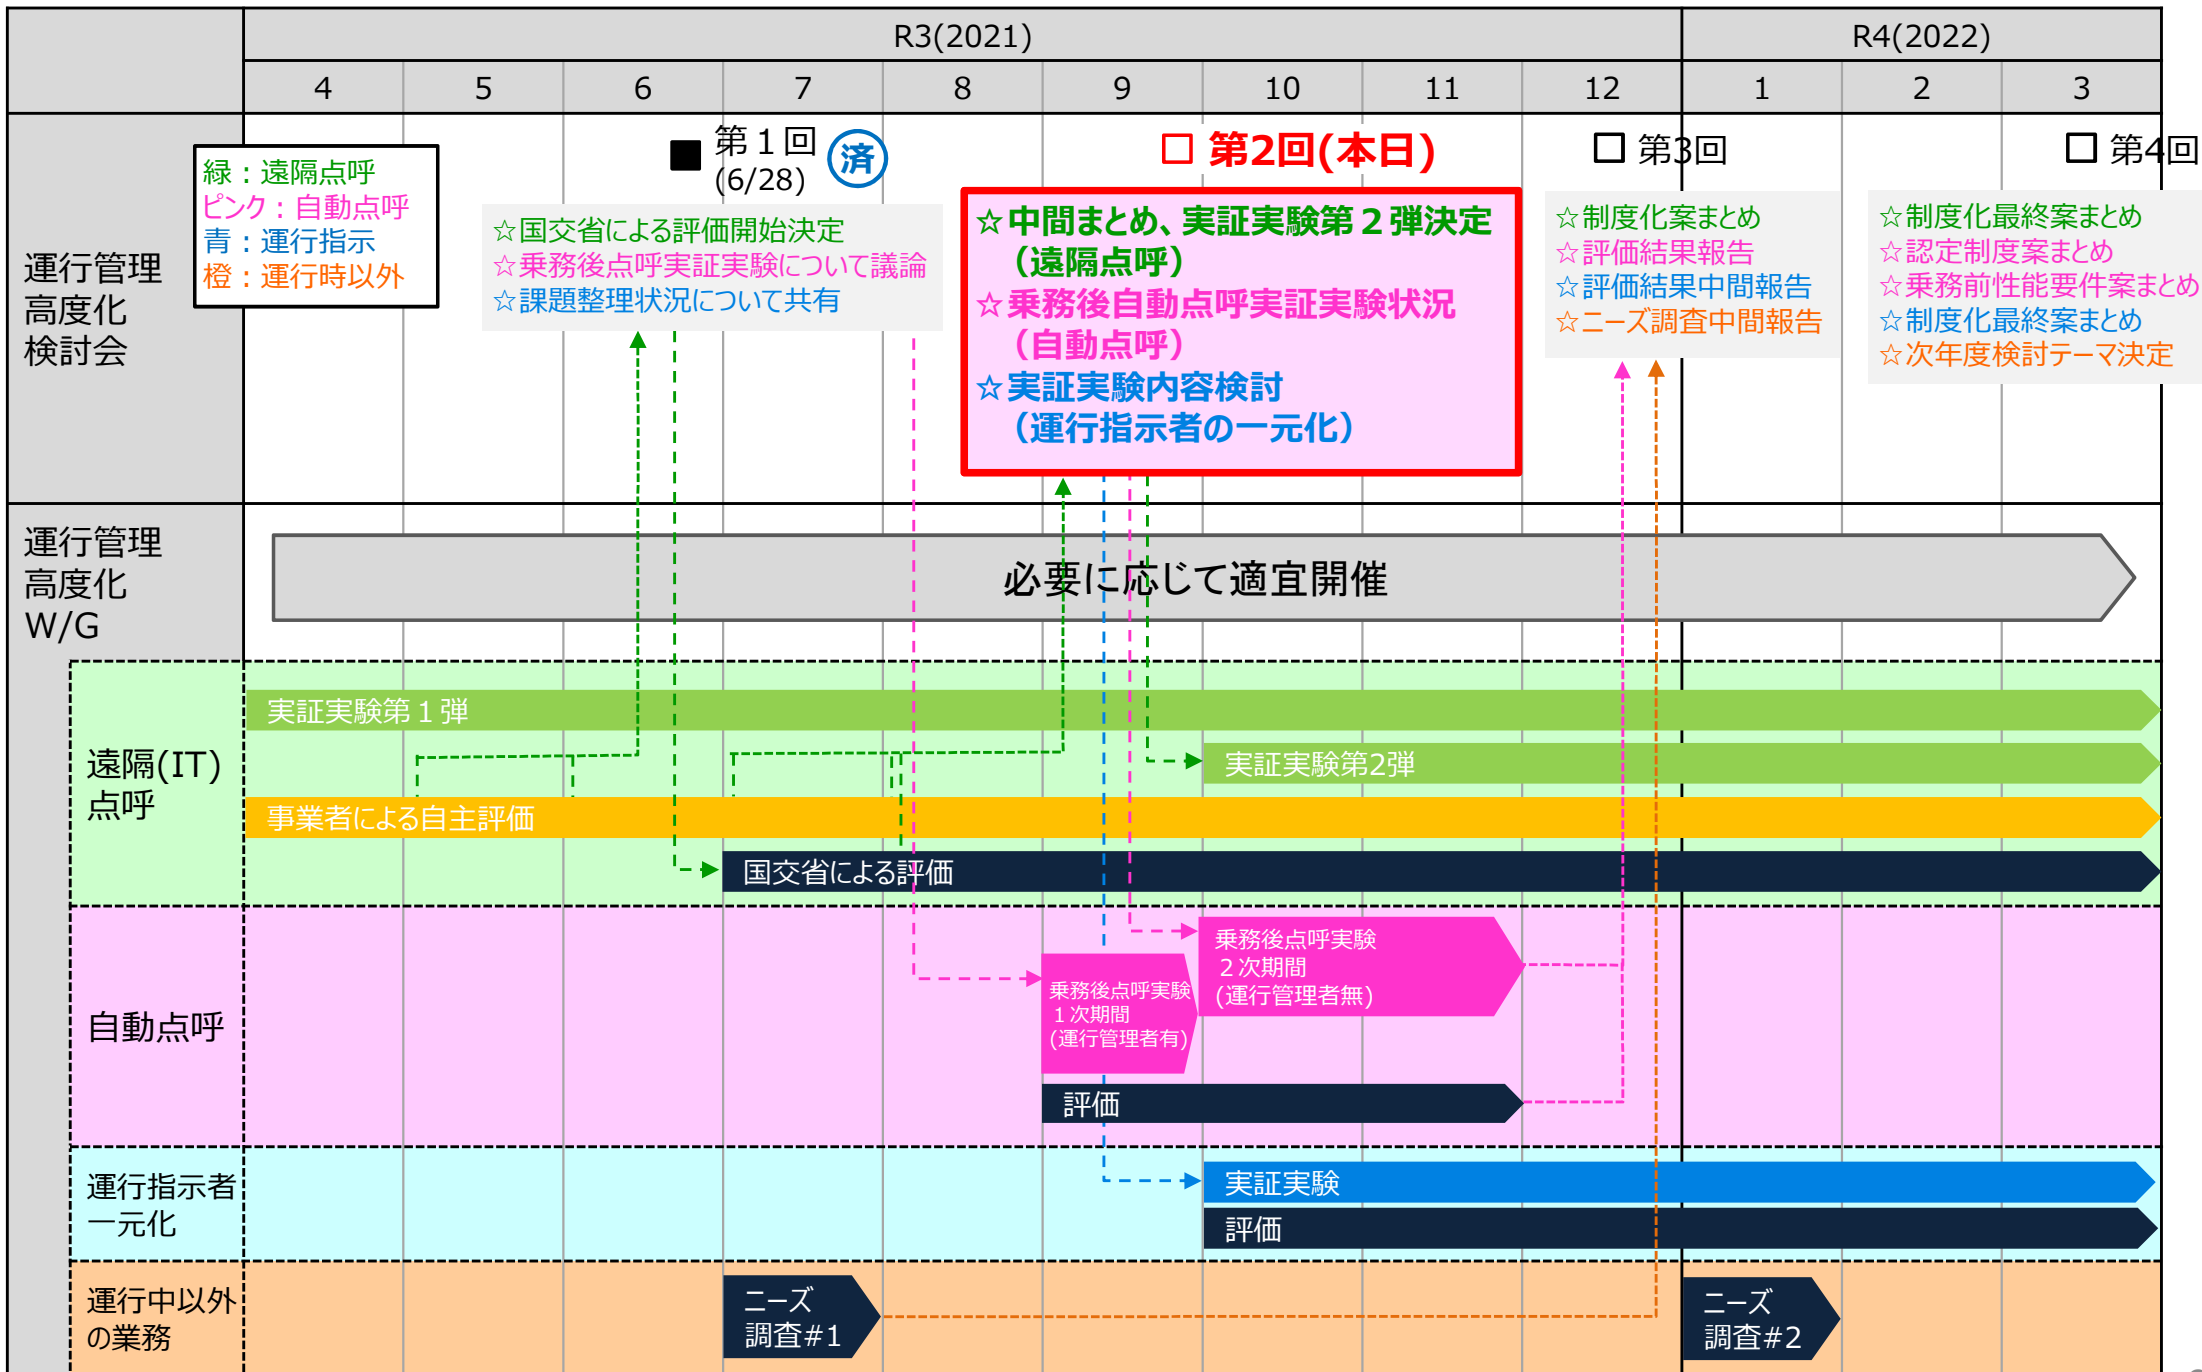 R3(2021)
R4(2022)
4
5
6
7
8
9
10
11
12
1
2
3
運行管理
高度化
検討会
緑：遠隔点呼
ピンク：自動点呼
青：運行指示
橙：運行時以外
■ 第１回
(6/28)
済
☆国交省による評価開始決定
☆乗務後点呼実証実験について議論
☆課題整理状況について共有
□ 第2回(本日)
☆中間まとめ、実証実験第２弾決定
（遠隔点呼）
☆乗務後自動点呼実証実験状況
（自動点呼）
☆実証実験内容検討
（運行指示者の一元化）
□ 第3回
☆制度化案まとめ
☆評価結果報告
☆評価結果中間報告
☆ニーズ調査中間報告
□ 第4回
☆制度化最終案まとめ
☆認定制度案まとめ
☆乗務前性能要件案まとめ
☆制度化最終案まとめ
☆次年度検討テーマ決定
運行管理
高度化
W/G
必要に応じて適宜開催
遠隔(IT)
点呼
実証実験第１弾
実証実験第2弾
事業者による自主評価
国交省による評価
自動点呼
乗務後点呼実験
１次期間
(運行管理者有)
乗務後点呼実験
２次期間
(運行管理者無)
評価
運行指示者
一元化
実証実験
評価
運行中以外
の業務
ニーズ
調査#1
ニーズ
調査#2